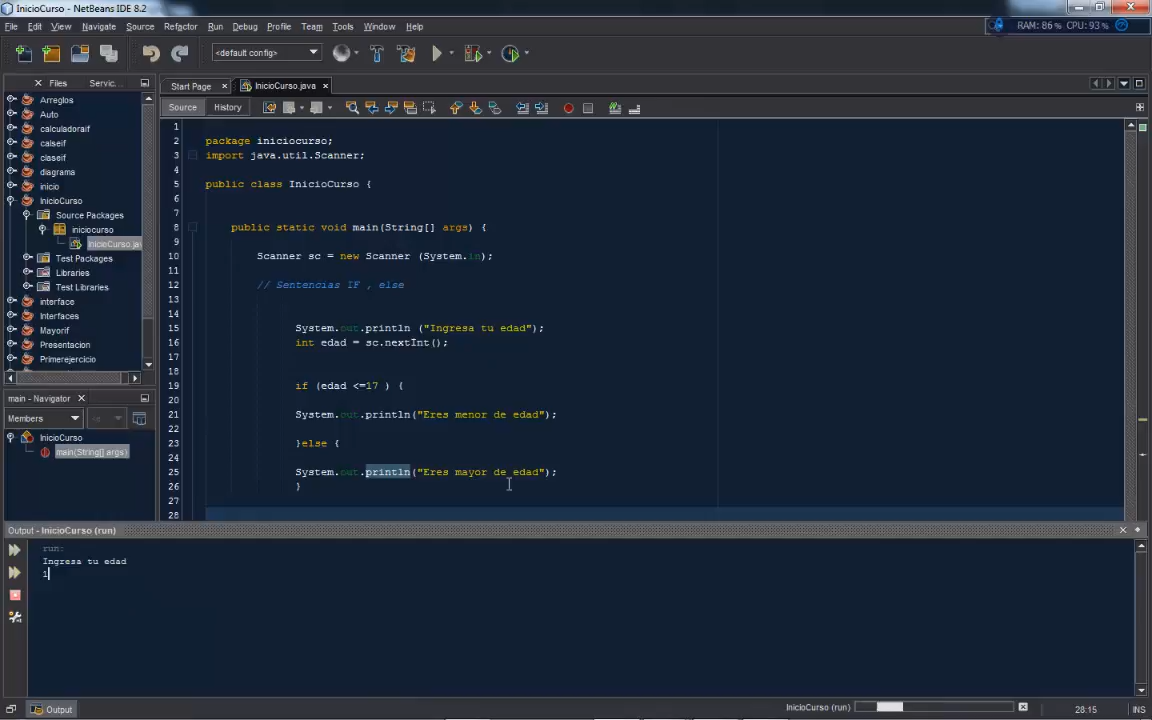 InicioCurso - NetBeans IDE 8.2
File Edit View Navigate Source Refactor Run Debug Profile Team Tools Window Help
RAM: 86 % CPU: 93 %
<default config>
Files Servic...
Start Page InicioCurso.java
Source History
Arreglos
Auto
calculadoraif
calseif
claseif
diagrama
inicio
InicioCurso
Source Packages
iniciocurso
InicioCurso.java
Test Packages
Libraries
Test Libraries
interface
Interfaces
Mayorif
Presentacion
Primerejercicio
main - Navigator
Members
InicioCurso
main(String[] args)
1
2 package iniciocurso;
3 import java.util.Scanner;
4
5 public class InicioCurso {
6
7
8 public static void main(String[] args) {
9
10 Scanner sc = new Scanner (System.in);
11
12 // Sentencias IF , else
13
14
15 System.out.println ("Ingresa tu edad");
16 int edad = sc.nextInt();
17
18
19 if (edad <=17 ) {
20
21 System.out.println("Eres menor de edad");
22
23 }else {
24
25 System.out.println("Eres mayor de edad");
26 }
27
28
Output - InicioCurso (run)
run:
Ingresa tu edad
1
Output
InicioCurso (run)
28:15 INS